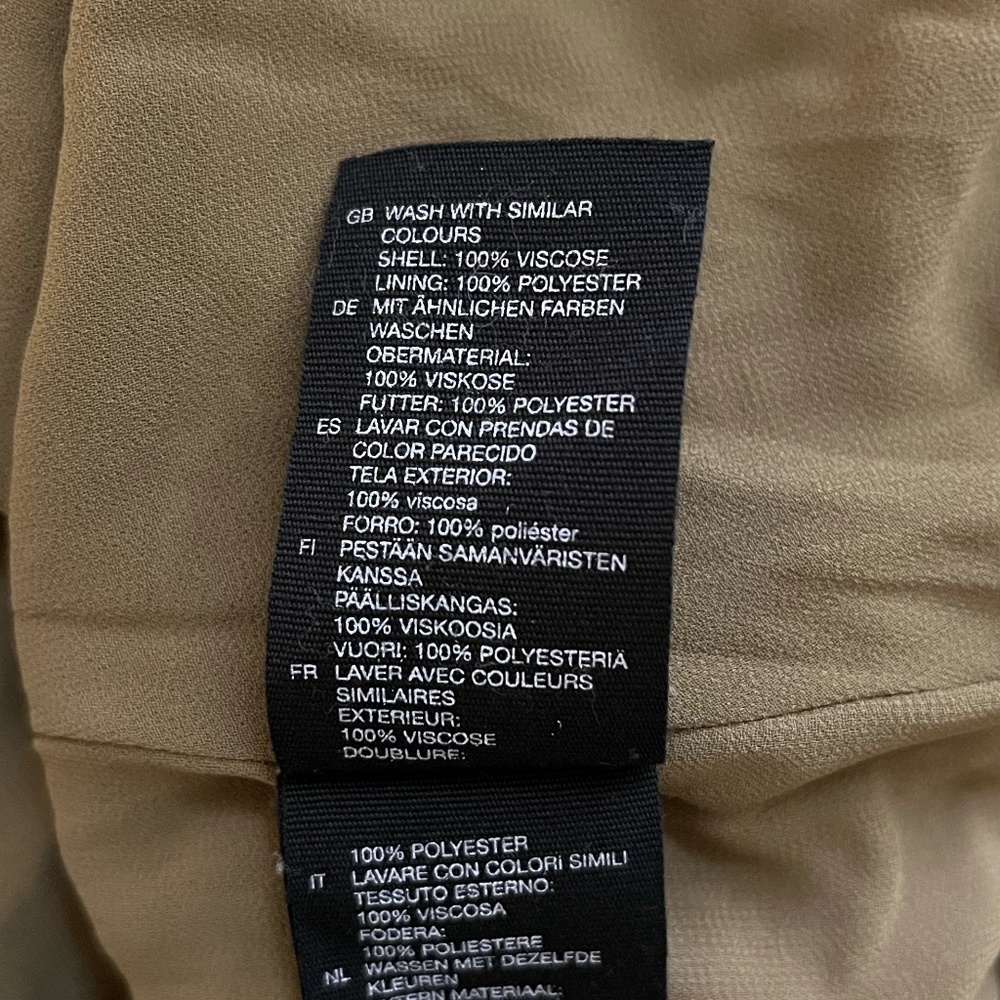 GB WASH WITH SIMILAR
COLOURS
SHELL: 100% VISCOSE
LINING: 100% POLYESTER
DE MIT ÄHNLICHEN FARBEN
WASCHEN
OBERMATERIAL:
100% VISKOSE
FUTTER: 100% POLYESTER
ES LAVAR CON PRENDAS DE
COLOR PARECIDO
TELA EXTERIOR:
100% viscosa
FORRO: 100% poliéster
FI PESTÄÄN SAMANVÄRISTEN
KANSSA
PÄÄLLISKANGAS:
100% VISKOOSIA
VUORI: 100% POLYESTERIÄ
FR LAVER AVEC COULEURS
SIMILAIRES
EXTERIEUR:
100% VISCOSE
DOUBLURE:
100% POLYESTER
IT LAVARE CON COLORI SIMILI
TESSUTO ESTERNO:
100% VISCOSA
FODERA:
100% POLIESTERE
NL WASSEN MET DEZELFDE
KLEUREN
MATERIAAL: